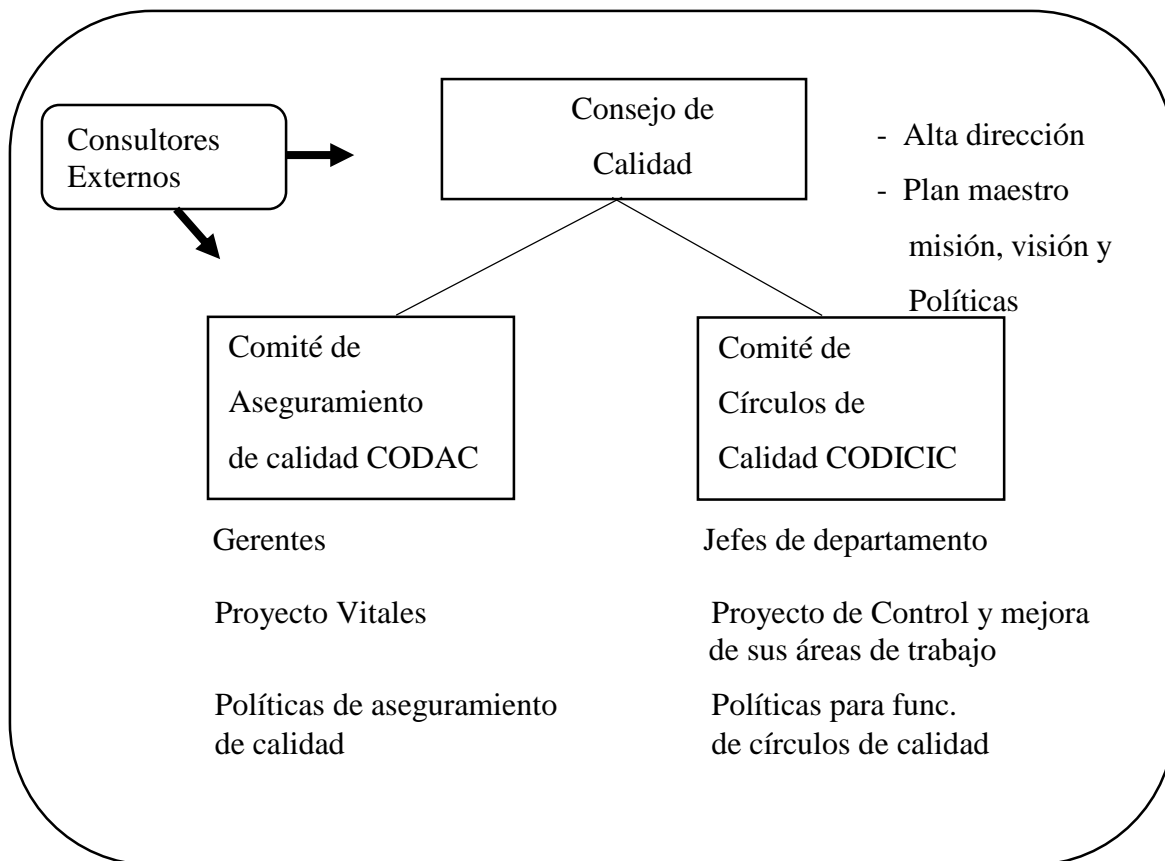 Consultores
Externos
Consejo de
Calidad
- Alta dirección
- Plan maestro
misión, visión y
Políticas
Comité de
Aseguramiento
de calidad CODAC
Comité de
Círculos de
Calidad CODICIC
Gerentes
Jefes de departamento
Proyecto Vitales
Proyecto de Control y mejora
de sus áreas de trabajo
Políticas de aseguramiento
de calidad
Políticas para func.
de círculos de calidad